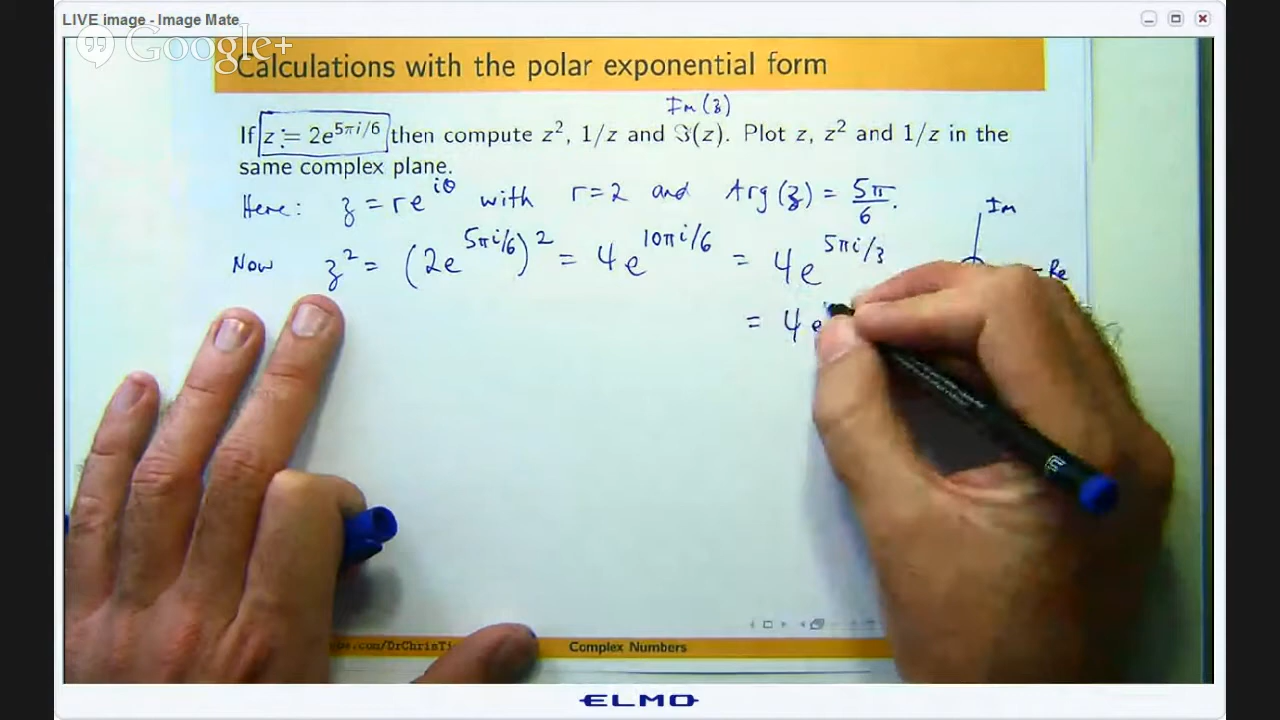 LIVE image - Image Mate
Google+
Calculations with the polar exponential form
Im(z)
If z := 2e^{5πi/6} then compute z², 1/z and ℑ(z). Plot z, z² and 1/z in the
same complex plane.
Here: z = re^{iθ} with r=2 and Arg(z) = 5π/6.
Im
Now z² = (2e^{5πi/6})² = 4e^{10πi/6} = 4e^{5πi/3}
Re
= 4e
.com/DrChrisTi
Complex Numbers
ELMO